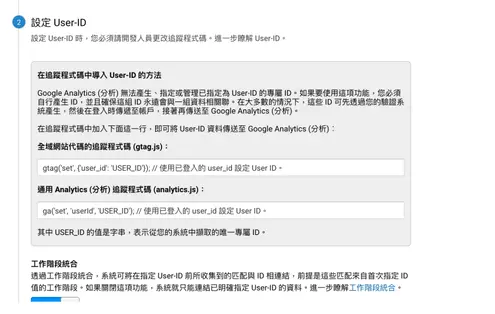 2 設定 User-ID
設定 User-ID 時，您必須請開發人員更改追蹤程式碼。進一步瞭解 User-ID。
在追蹤程式碼中導入 User-ID 的方法
Google Analytics (分析) 無法產生、指定或管理已指定為 User-ID 的專屬 ID。如果要使用這項功能，您必須
自行產生 ID，並且確保這組 ID 永遠會與一組資料相關聯。在大多數的情況下，這些 ID 可先透過您的驗證系
統產生，然後在登入時傳遞至帳戶，接著再傳送至 Google Analytics (分析)。
在追蹤程式碼中加入下面這一行，即可將 User-ID 資料傳送至 Google Analytics (分析)：
全域網站代碼的追蹤程式碼 (gtag.js)：
gtag('set', {'user_id': 'USER_ID'}); // 使用已登入的 user_id 設定 User ID。
通用 Analytics (分析) 追蹤程式碼 (analytics.js)：
ga('set', 'userId', 'USER_ID'); // 使用已登入的 user_id 設定 User ID。
其中 USER_ID 的值是字串，表示從您的系統中擷取的唯一專屬 ID。
工作階段統合
透過工作階段統合，系統可將在指定 User-ID 前所收集到的匹配與 ID 相連結，前提是這些匹配來自首次指定 ID
值的工作階段。如果關閉這項功能，系統就只能連結已明確指定 User-ID 的資料。進一步瞭解工作階段統合。